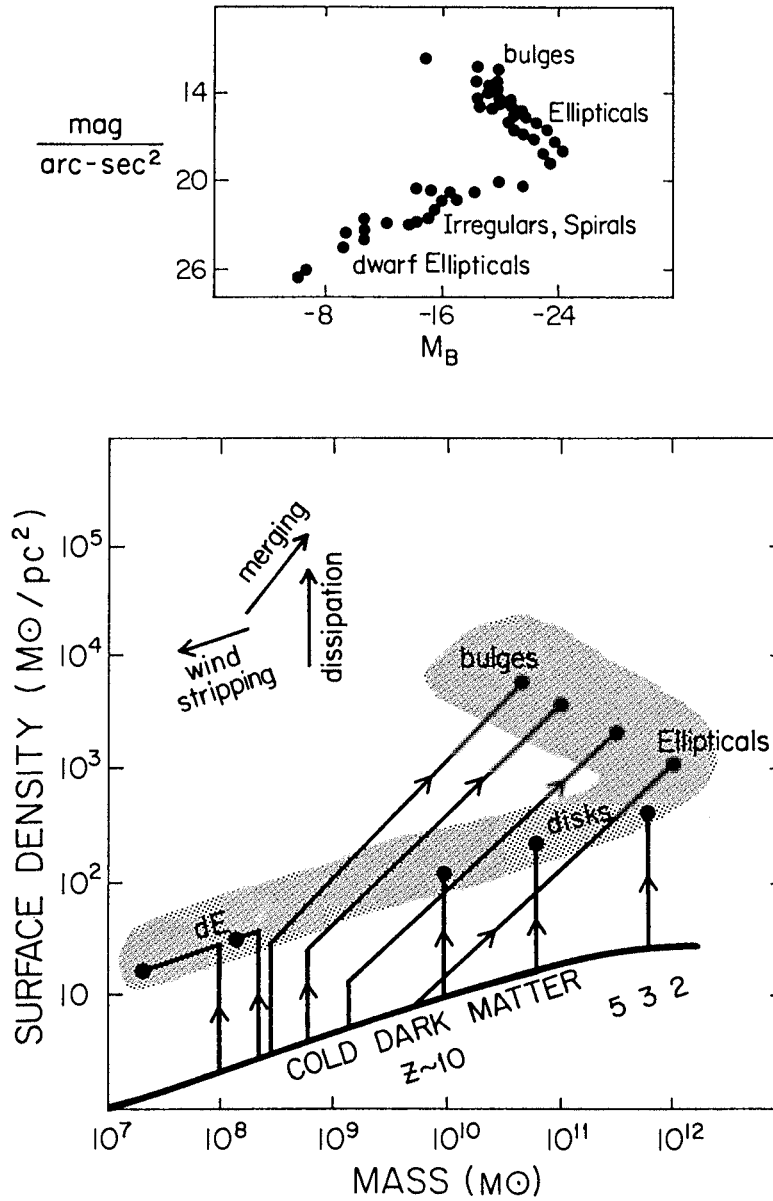 bulges
14
mag
arc-sec²
Ellipticals
20
Irregulars, Spirals
26
dwarf Ellipticals
-8 -16 -24
M_B
SURFACE DENSITY (M⊙/pc²)
10⁵
10⁴
10³
10²
10
merging
dissipation
wind
stripping
bulges
Ellipticals
disks
dE
COLD DARK MATTER
5 3 2
Z~10
10⁷ 10⁸ 10⁹ 10¹⁰ 10¹¹ 10¹²
MASS (M⊙)